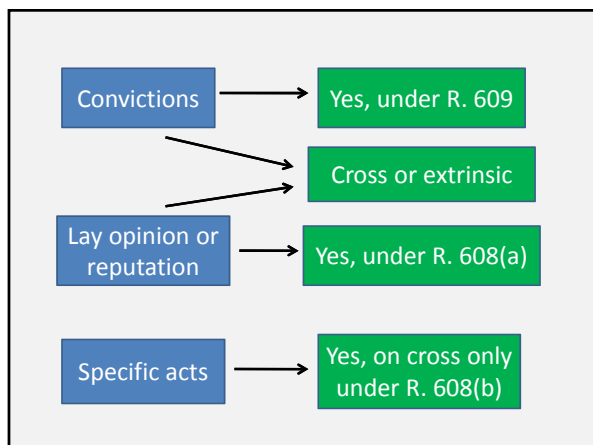 Convictions
Yes, under R. 609
Cross or extrinsic
Lay opinion or
reputation
Yes, under R. 608(a)
Specific acts
Yes, on cross only
under R. 608(b)